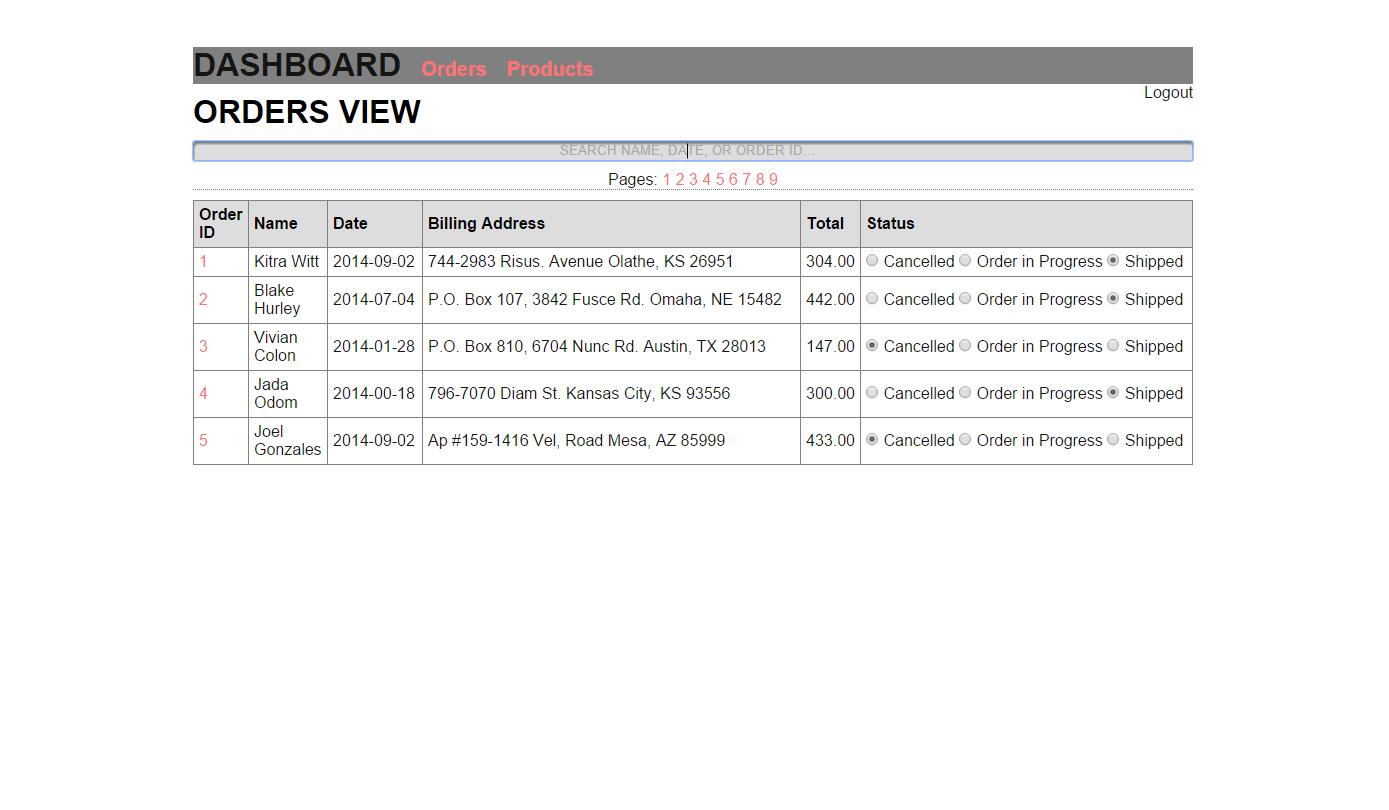 DASHBOARD Orders Products
Logout
ORDERS VIEW
SEARCH NAME, DATE, OR ORDER ID...
Pages: 1 2 3 4 5 6 7 8 9
Order ID Name Date Billing Address Total Status
1 Kitra Witt 2014-09-02 744-2983 Risus. Avenue Olathe, KS 26951 304.00 Cancelled Order in Progress Shipped
2 Blake Hurley 2014-07-04 P.O. Box 107, 3842 Fusce Rd. Omaha, NE 15482 442.00 Cancelled Order in Progress Shipped
3 Vivian Colon 2014-01-28 P.O. Box 810, 6704 Nunc Rd. Austin, TX 28013 147.00 Cancelled Order in Progress Shipped
4 Jada Odom 2014-00-18 796-7070 Diam St. Kansas City, KS 93556 300.00 Cancelled Order in Progress Shipped
5 Joel Gonzales 2014-09-02 Ap #159-1416 Vel, Road Mesa, AZ 85999 433.00 Cancelled Order in Progress Shipped